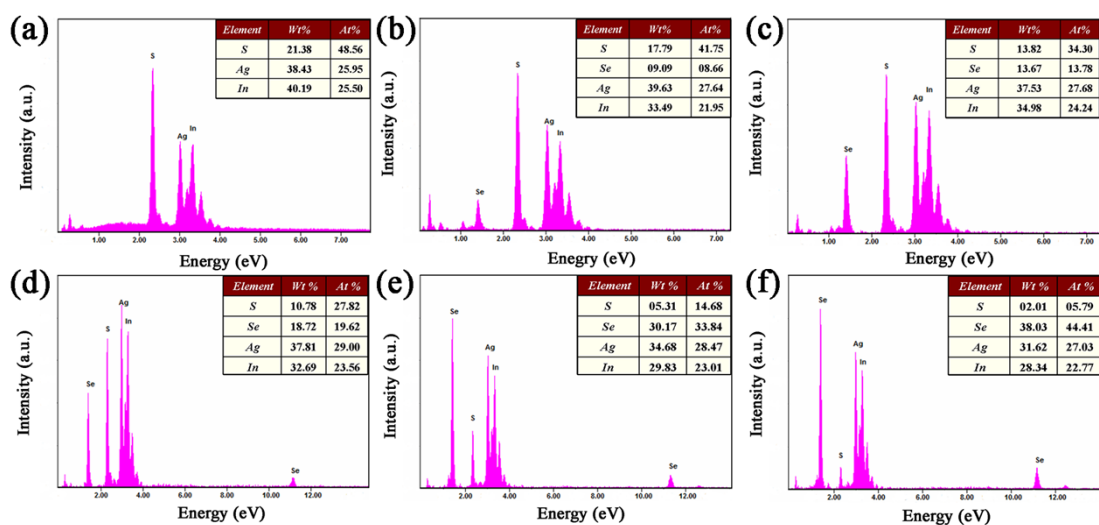 (a)
Element Wt% At%
S 21.38 48.56
Ag 38.43 25.95
In 40.19 25.50
S
Ag
In
Intensity (a.u.)
1.00 2.00 3.00 4.00 5.00 6.00 7.00
Energy (eV)
(b)
Element Wt% At%
S 17.79 41.75
Se 09.09 08.66
Ag 39.63 27.64
In 33.49 21.95
S
Ag
In
Se
Intensity (a.u.)
1.00 2.00 3.00 4.00 5.00 6.00 7.00
Enegry (eV)
(c)
Element Wt% At%
S 13.82 34.30
Se 13.67 13.78
Ag 37.53 27.68
In 34.98 24.24
S
Ag
In
Se
Intensity (a.u.)
1.00 2.00 3.00 4.00 5.00 6.00 7.00
Energy (eV)
(d)
Element Wt % At %
S 10.78 27.82
Se 18.72 19.62
Ag 37.81 29.00
In 32.69 23.56
Ag
In
S
Se
Se
Intensity (a.u.)
2.00 4.00 6.00 8.00 10.00 12.00
Energy (eV)
(e)
Element Wt % At %
S 05.31 14.68
Se 30.17 33.84
Ag 34.68 28.47
In 29.83 23.01
Se
Ag
In
S
Se
Intensity (a.u.)
2.00 4.00 6.00 8.00 10.00 12.00
Energy (eV)
(f)
Element Wt % At %
S 02.01 05.79
Se 38.03 44.41
Ag 31.62 27.03
In 28.34 22.77
Se
Ag
In
S
Se
Intensity (a.u.)
2.00 4.00 6.00 8.00 10.00 12.00
Energy (eV)